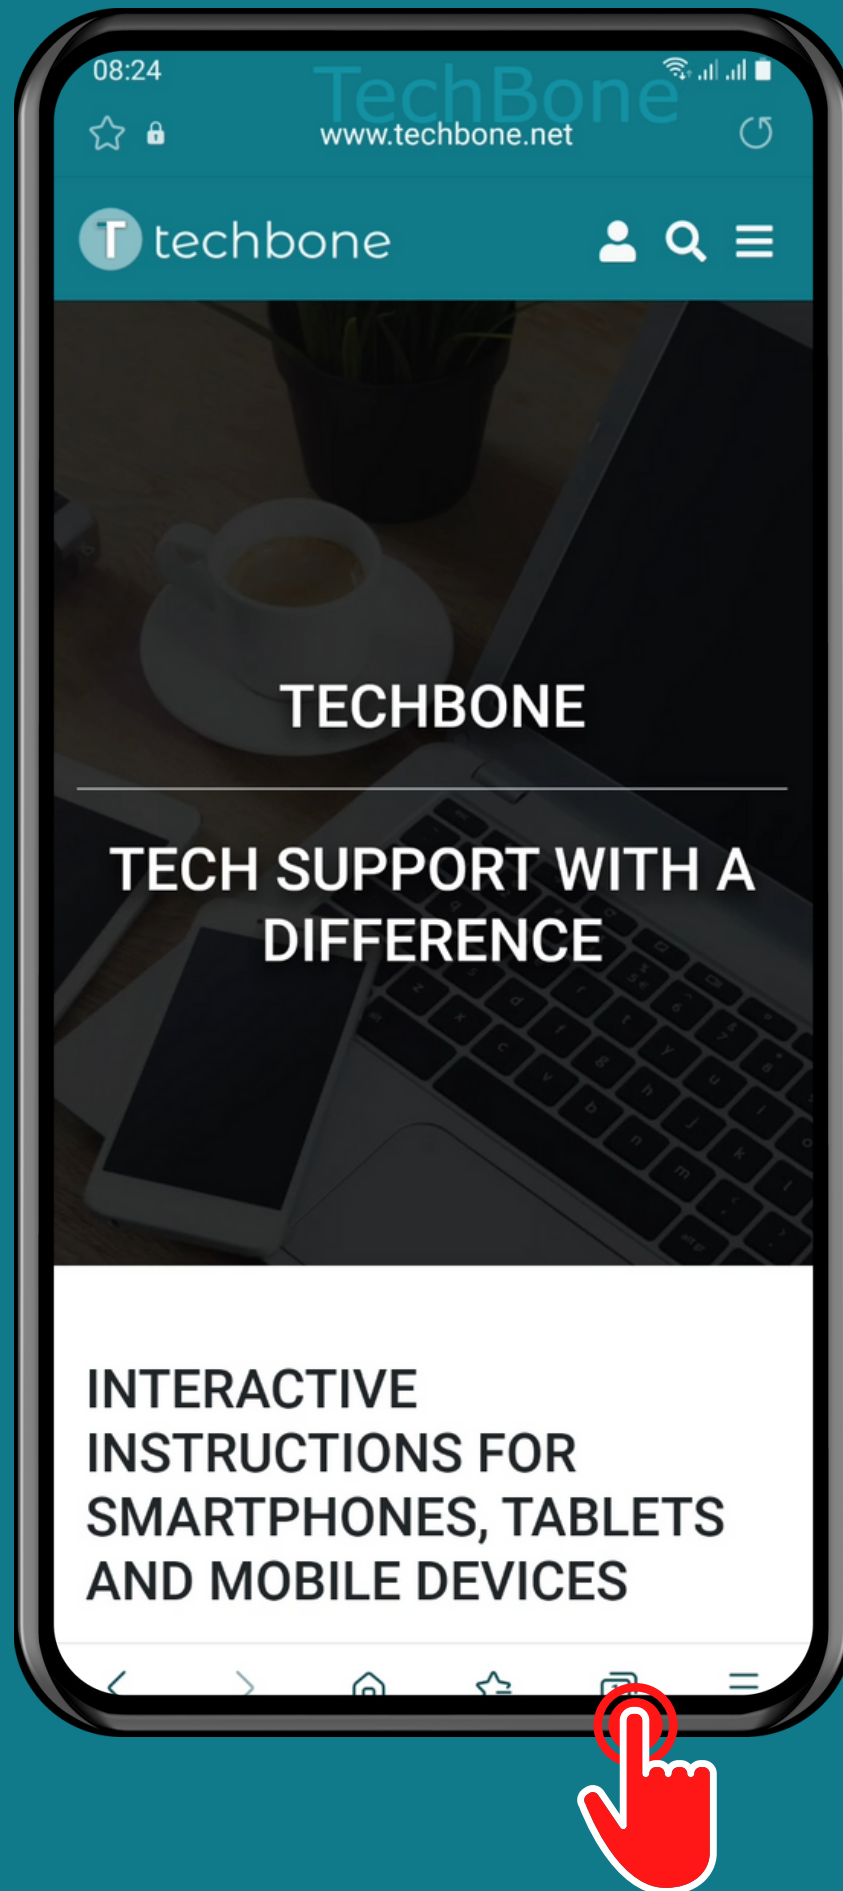 08:24
TechBone
www.techbone.net
T techbone
TECHBONE
TECH SUPPORT WITH A
DIFFERENCE
INTERACTIVE
INSTRUCTIONS FOR
SMARTPHONES, TABLETS
AND MOBILE DEVICES